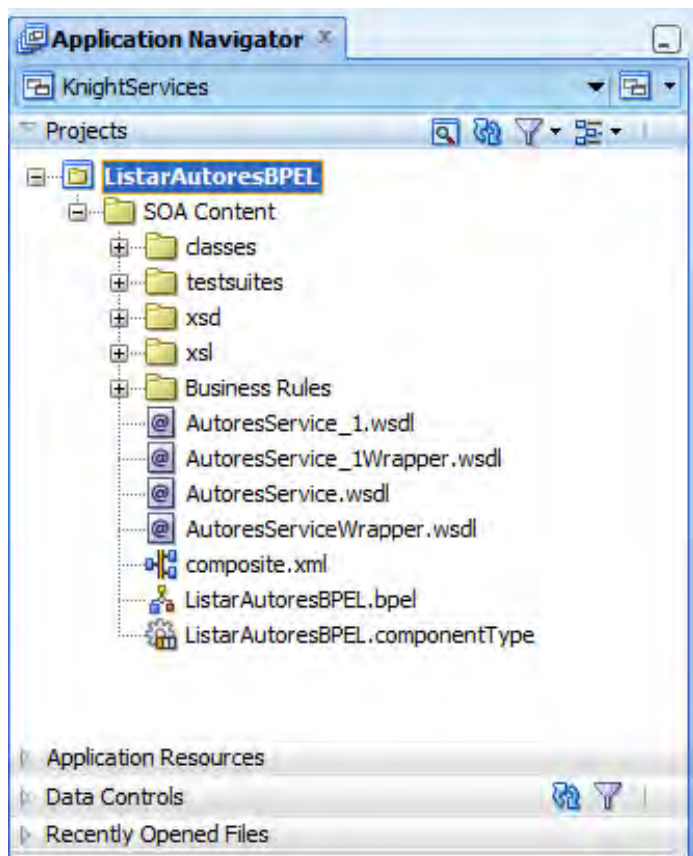 Application Navigator
KnightServices
Projects
ListarAutoresBPEL
SOA Content
classes
testsuites
xsd
xsl
Business Rules
AutoresService_1.wsdl
AutoresService_1Wrapper.wsdl
AutoresService.wsdl
AutoresServiceWrapper.wsdl
composite.xml
ListarAutoresBPEL.bpel
ListarAutoresBPEL.componentType
Application Resources
Data Controls
Recently Opened Files